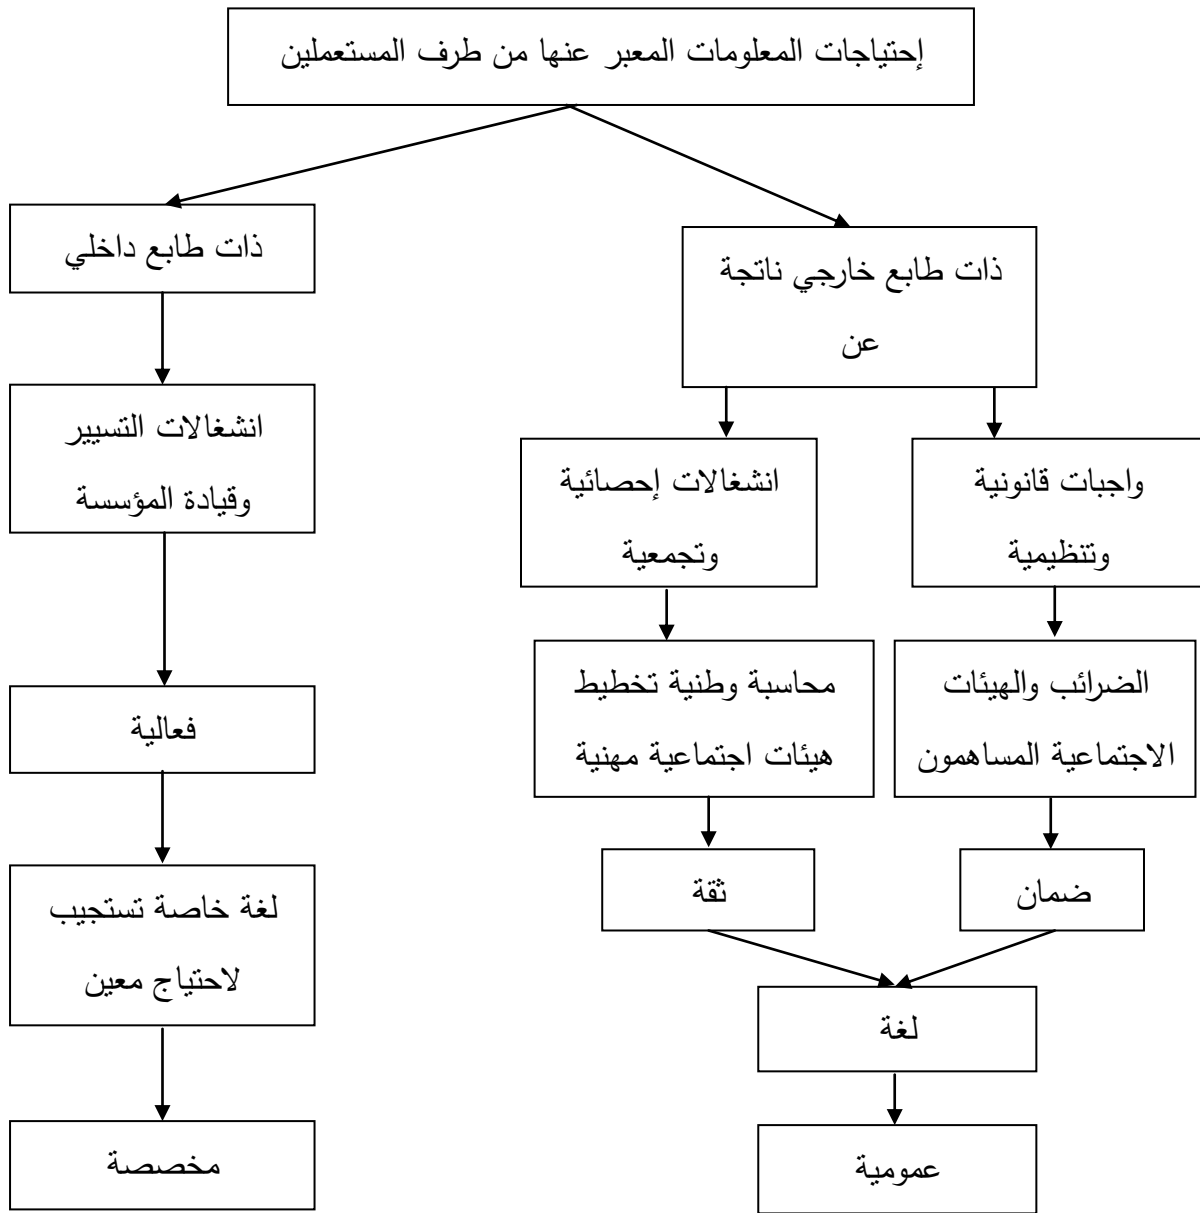 إحتياجات المعلومات المعبر عنها من طرف المستعملين
ذات طابع خارجي ناتجة
عن
ذات طابع داخلي
واجبات قانونية
وتنظيمية
انشغالات إحصائية
وتجمعية
انشغالات التسيير
وقيادة المؤسسة
الضرائب والهيئات
الاجتماعية المساهمون
محاسبة وطنية تخطيط
هيئات اجتماعية مهنية
فعالية
ضمان
ثقة
لغة خاصة تستجيب
لاحتياج معين
لغة
عمومية
مخصصة